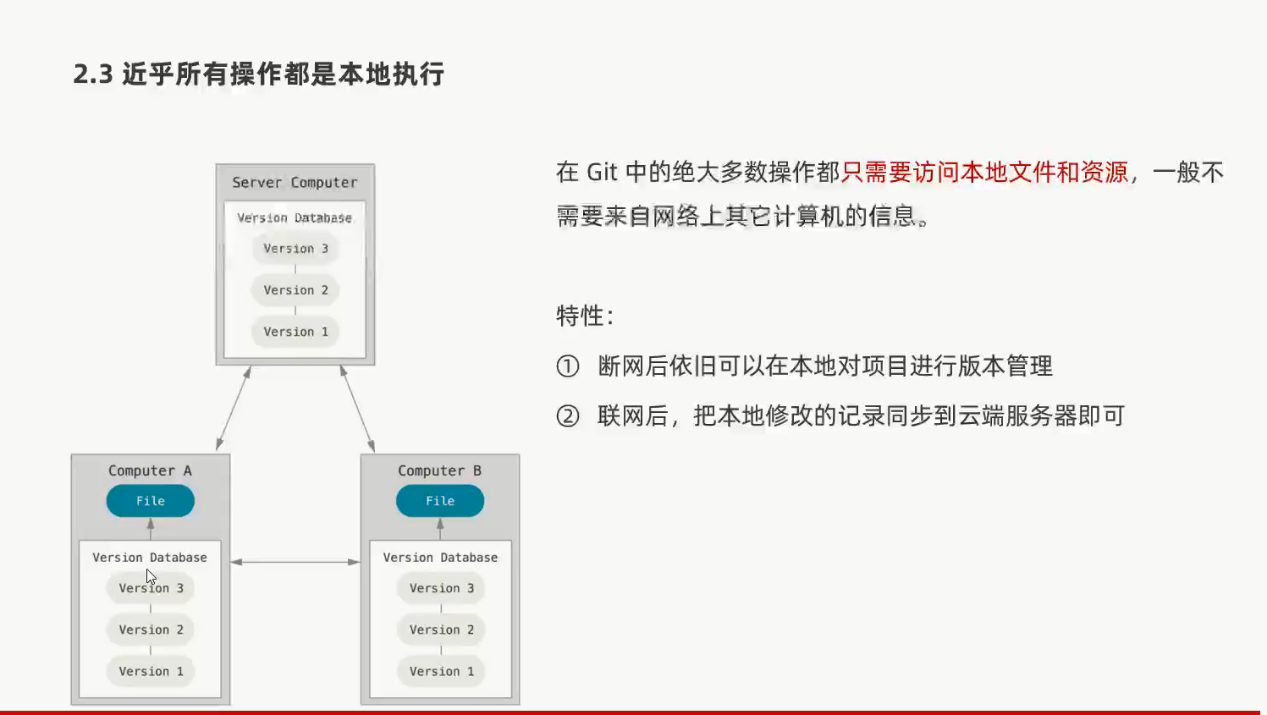 2.3 近乎所有操作都是本地执行
Server Computer
Version Database
Version 3
Version 2
Version 1
Computer A
File
Version Database
Version 3
Version 2
Version 1
Computer B
File
Version Database
Version 3
Version 2
Version 1
在 Git 中的绝大多数操作都只需要访问本地文件和资源，一般不
需要来自网络上其它计算机的信息。
特性：
① 断网后依旧可以在本地对项目进行版本管理
② 联网后，把本地修改的记录同步到云端服务器即可